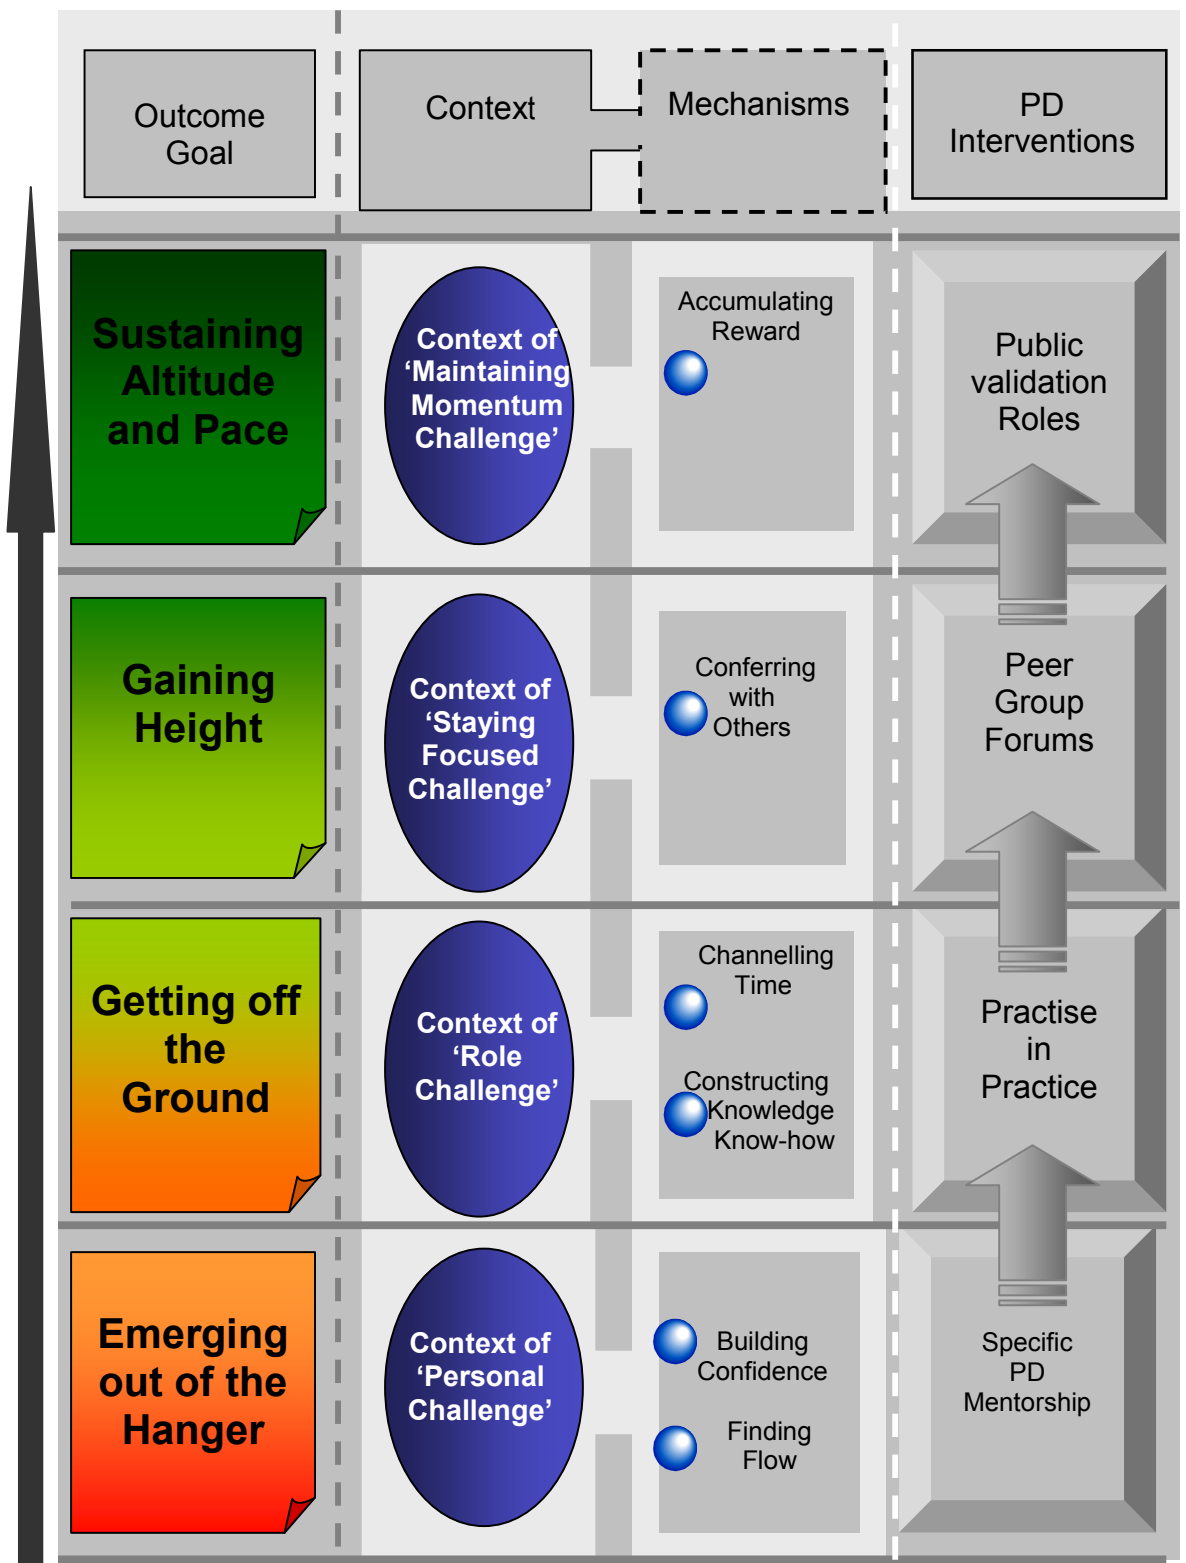 Outcome
Goal
Context
Mechanisms
PD
Interventions
Sustaining
Altitude
and Pace
Context of
‘Maintaining
Momentum
Challenge’
Accumulating
Reward
Public
validation
Roles
Gaining
Height
Context of
‘Staying
Focused
Challenge’
Conferring
with
Others
Peer
Group
Forums
Getting off
the
Ground
Context of
‘Role
Challenge’
Channelling
Time
Constructing
Knowledge
Know-how
Practise
in
Practice
Emerging
out of the
Hanger
Context of
‘Personal
Challenge’
Building
Confidence
Finding
Flow
Specific
PD
Mentorship